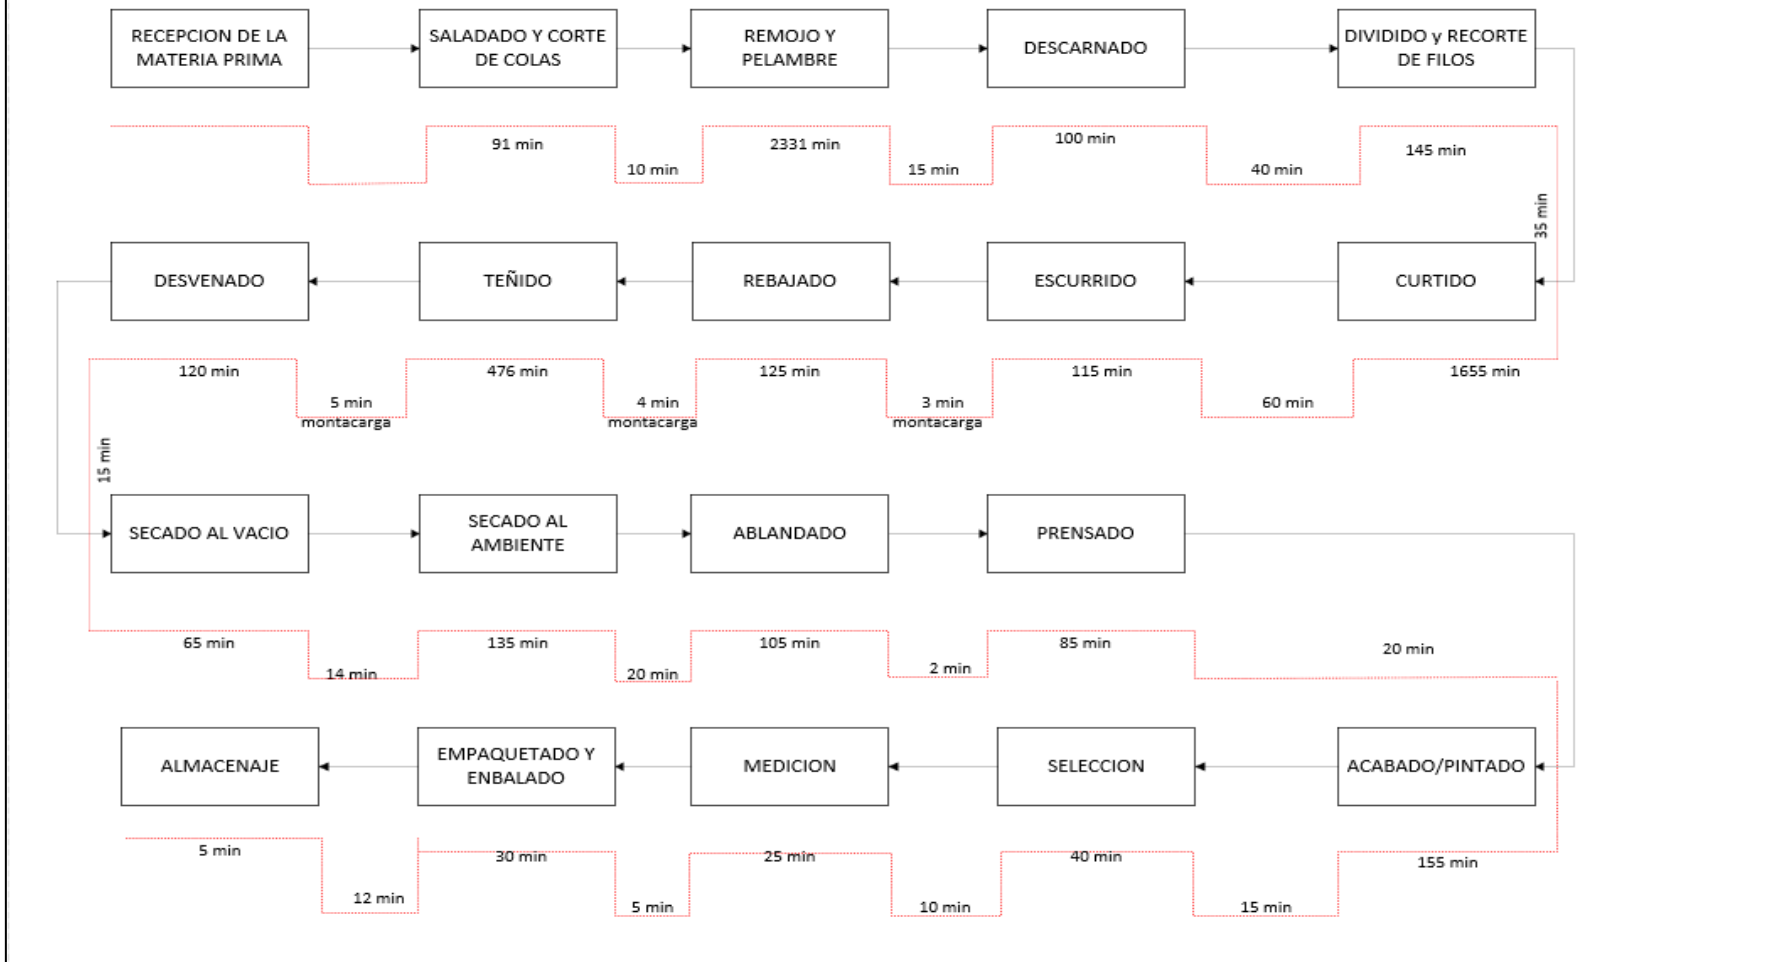 RECEPCION DE LA
MATERIA PRIMA
SALADADO Y CORTE
DE COLAS
REMOJO Y
PELAMBRE
DESCARNADO
DIVIDIDO y RECORTE
DE FILOS
91 min
10 min
2331 min
15 min
100 min
40 min
145 min
35 min
DESVENADO
TEÑIDO
REBAJADO
ESCURRIDO
CURTIDO
120 min
5 min
montacarga
476 min
4 min
montacarga
125 min
3 min
montacarga
115 min
60 min
1655 min
15 min
SECADO AL VACIO
SECADO AL
AMBIENTE
ABLANDADO
PRENSADO
65 min
14 min
135 min
20 min
105 min
2 min
85 min
20 min
ALMACENAJE
EMPAQUETADO Y
ENBALADO
MEDICION
SELECCION
ACABADO/PINTADO
5 min
12 min
30 min
5 min
25 min
10 min
40 min
15 min
155 min